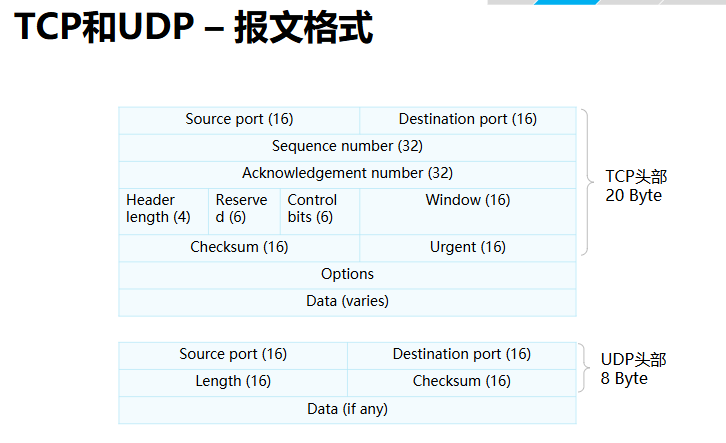 TCP和UDP – 报文格式
Source port (16) Destination port (16)
Sequence number (32)
Acknowledgement number (32)
Header length (4) Reserve d (6) Control bits (6) Window (16)
Checksum (16) Urgent (16)
Options
Data (varies)
TCP头部
20 Byte
Source port (16) Destination port (16)
Length (16) Checksum (16)
Data (if any)
UDP头部
8 Byte